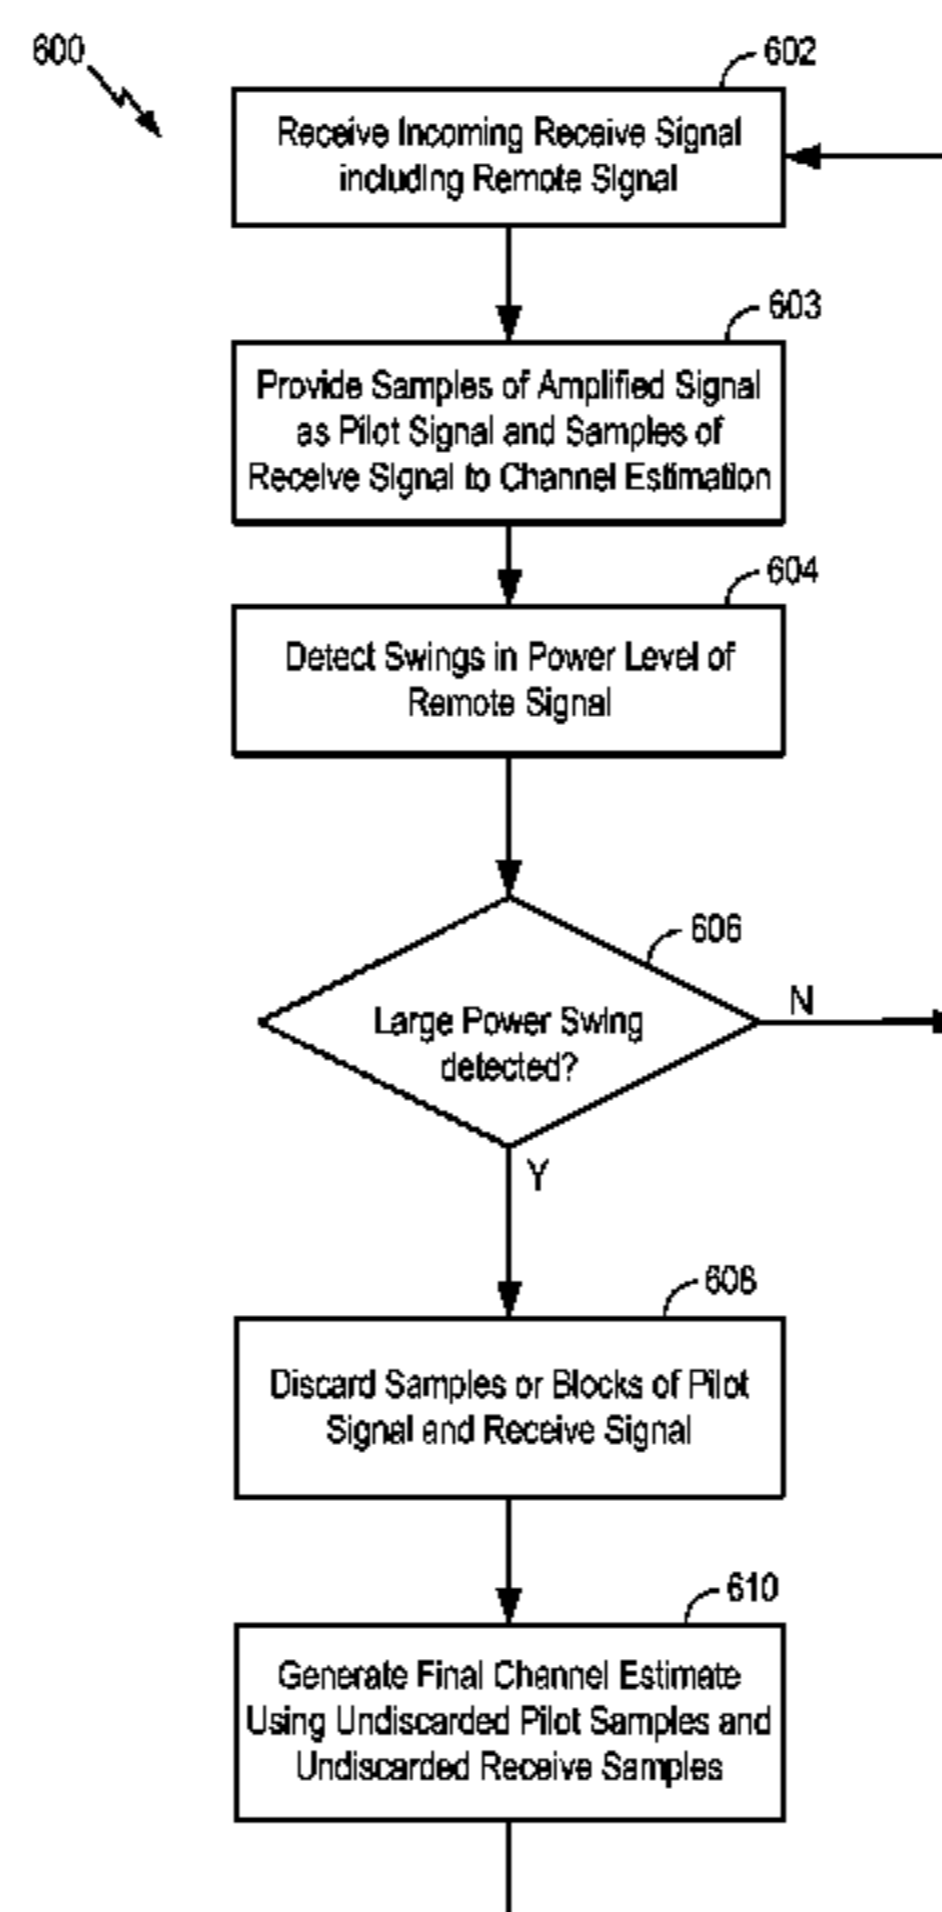 600
602
Receive Incoming Receive Signal
including Remote Signal
603
Provide Samples of Amplified Signal
as Pilot Signal and Samples of
Receive Signal to Channel Estimation
604
Detect Swings in Power Level of
Remote Signal
606
Large Power Swing
detected?
N
Y
608
Discard Samples or Blocks of Pilot
Signal and Receive Signal
610
Generate Final Channel Estimate
Using Undiscarded Pilot Samples and
Undiscarded Receive Samples